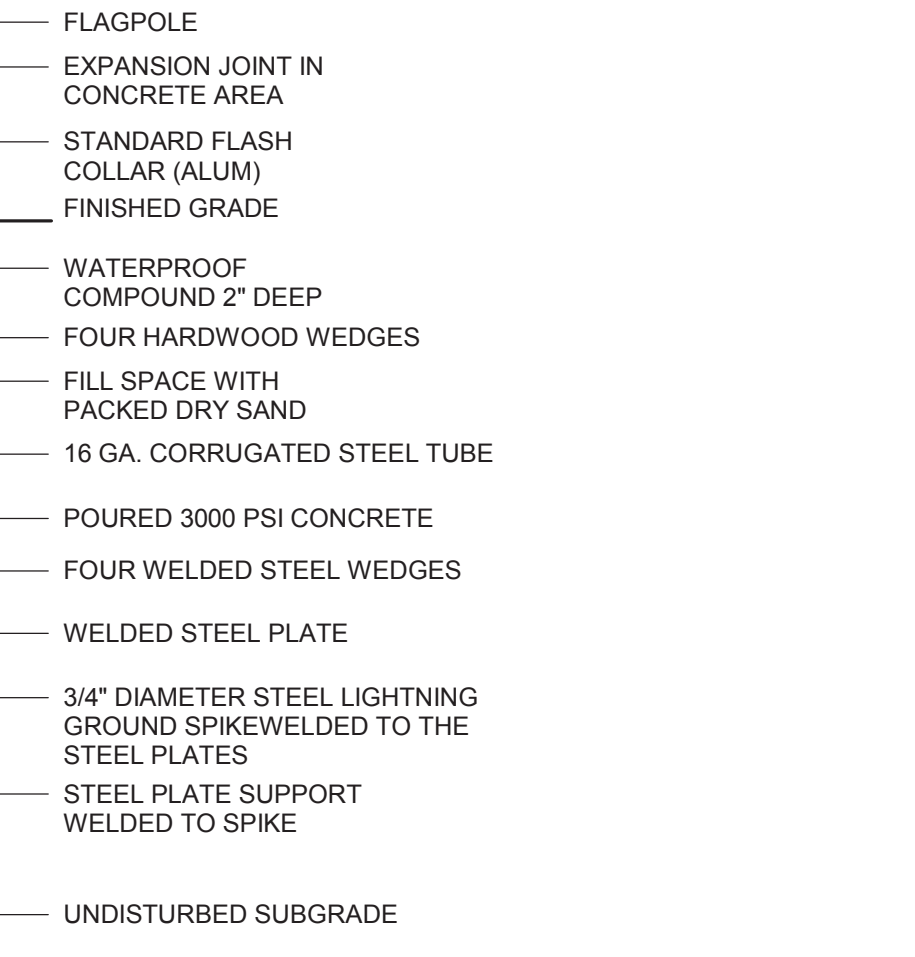 FLAGPOLE
EXPANSION JOINT IN
CONCRETE AREA
STANDARD FLASH
COLLAR (ALUM)
FINISHED GRADE
WATERPROOF
COMPOUND 2" DEEP
FOUR HARDWOOD WEDGES
FILL SPACE WITH
PACKED DRY SAND
16 GA. CORRUGATED STEEL TUBE
POURED 3000 PSI CONCRETE
FOUR WELDED STEEL WEDGES
WELDED STEEL PLATE
3/4" DIAMETER STEEL LIGHTNING
GROUND SPIKEWELDED TO THE
STEEL PLATES
STEEL PLATE SUPPORT
WELDED TO SPIKE
UNDISTURBED SUBGRADE